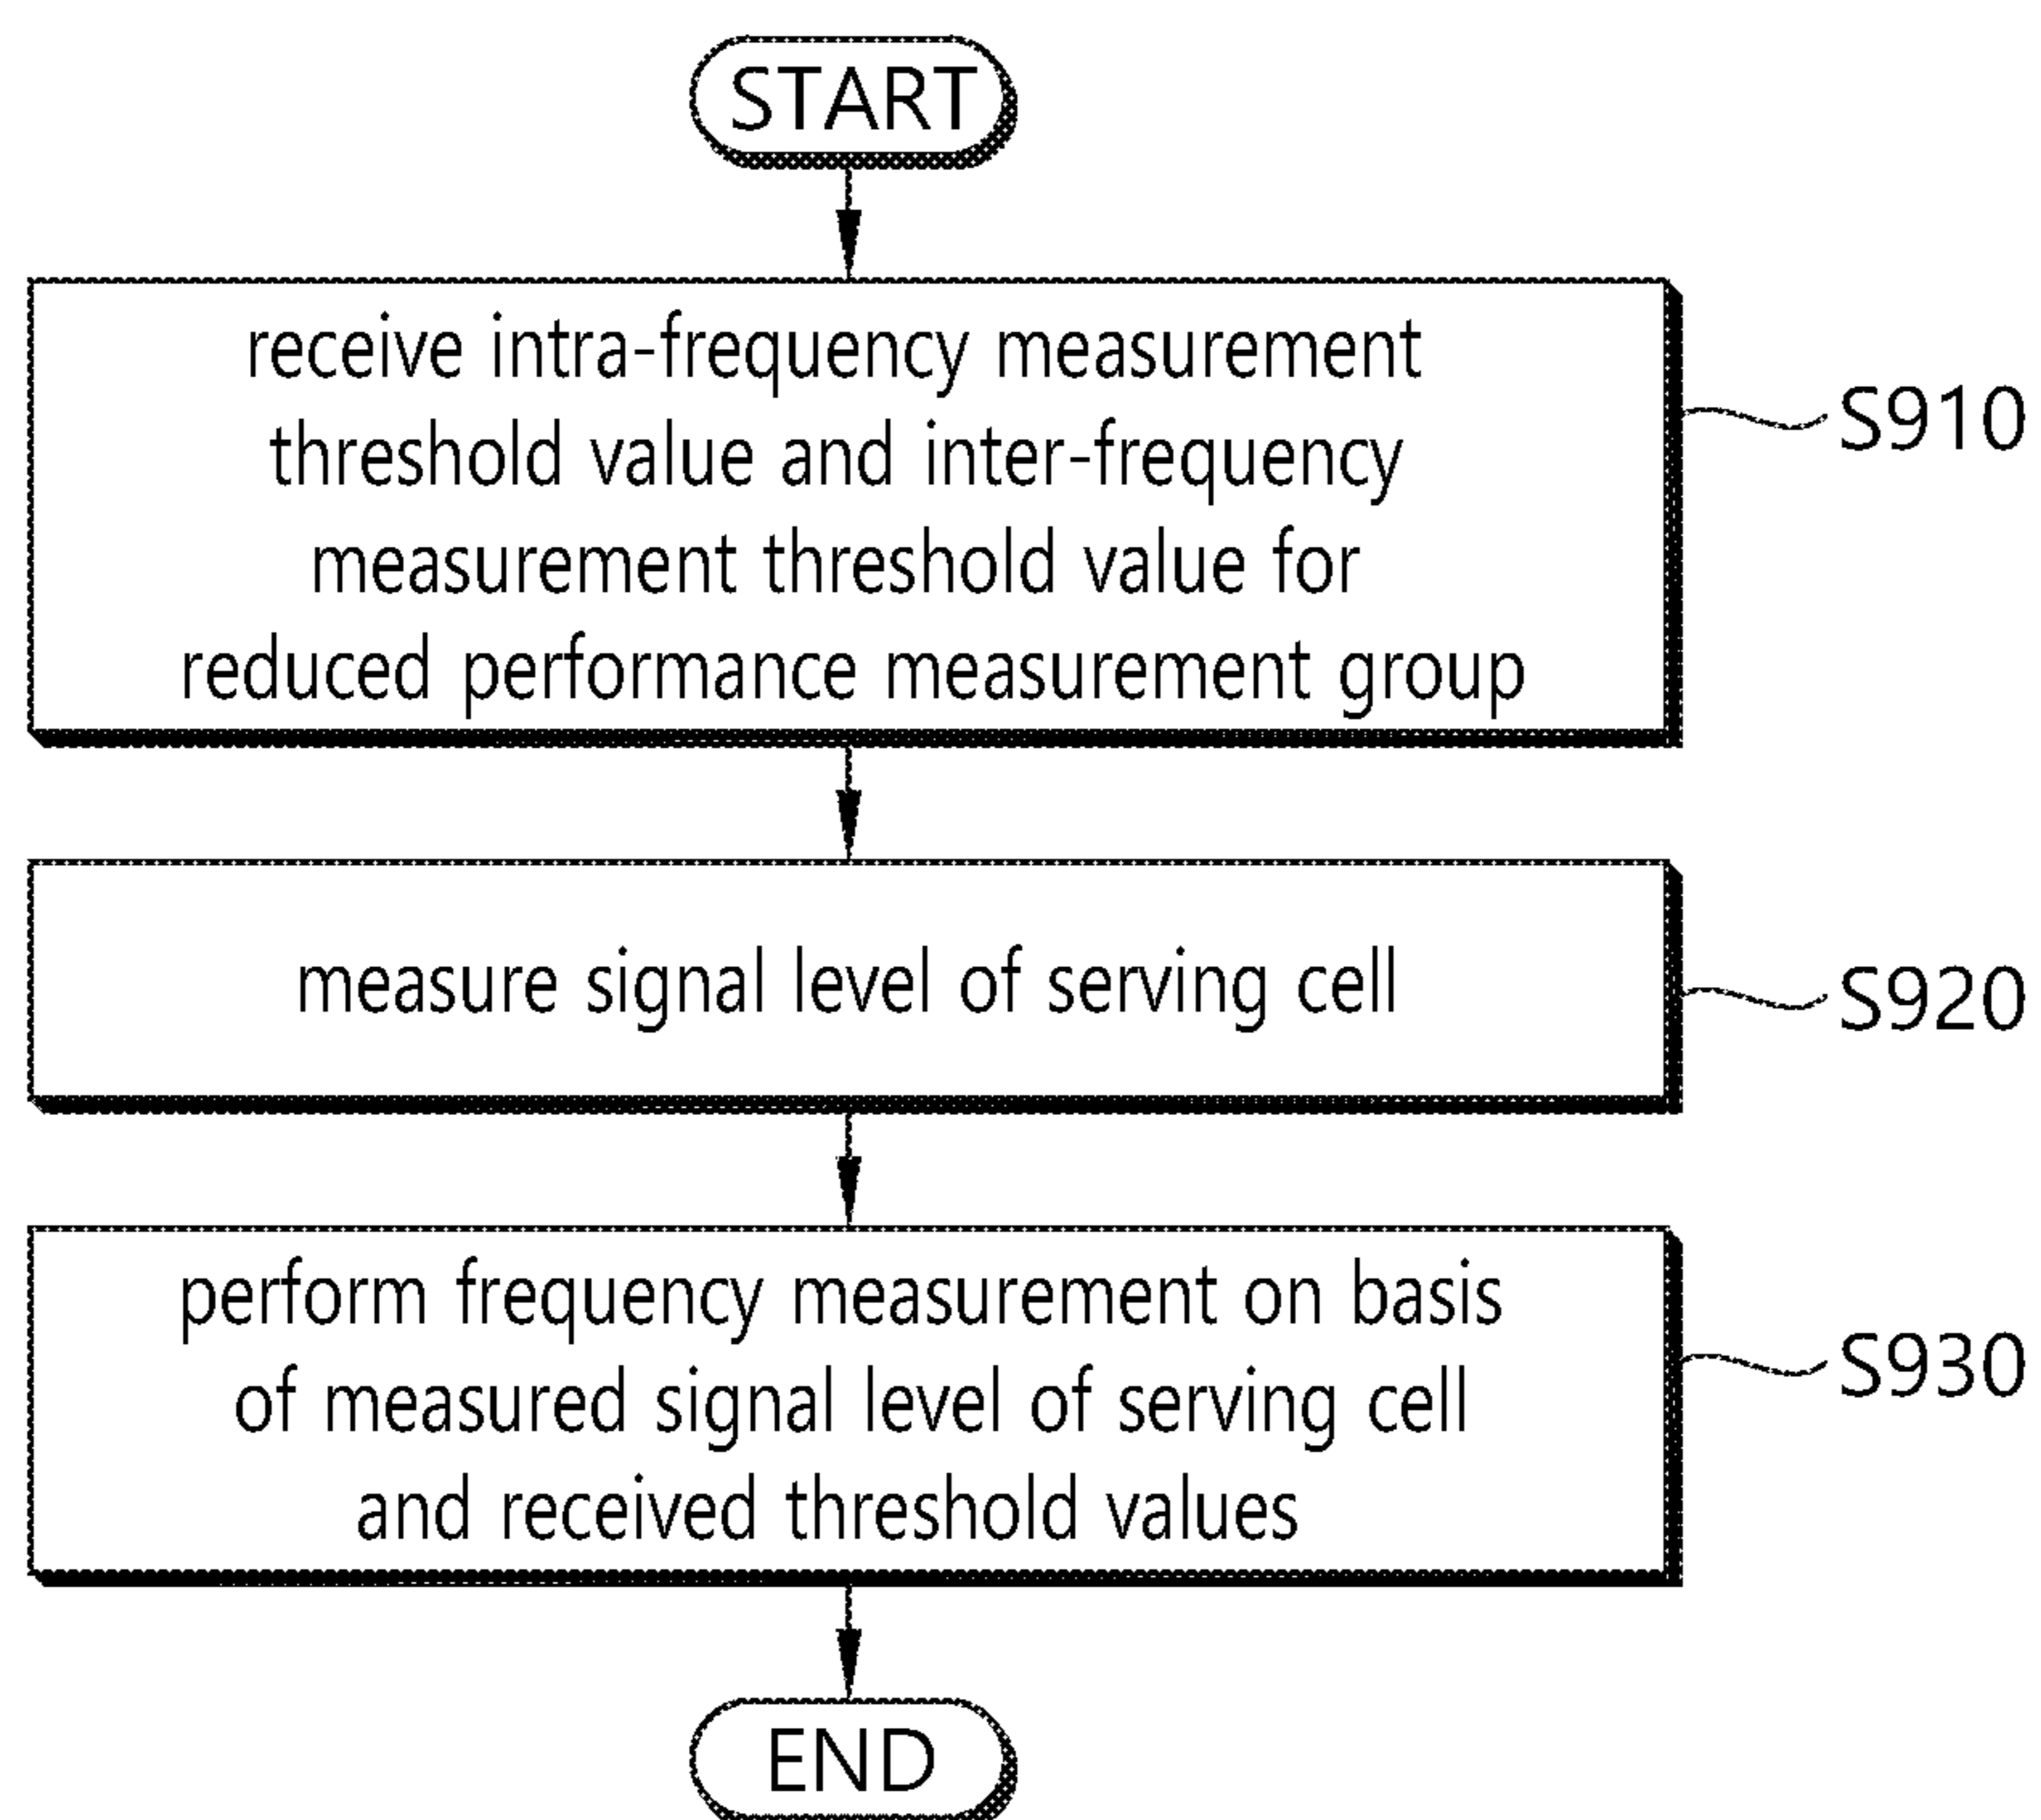 START
receive intra-frequency measurement
threshold value and inter-frequency
measurement threshold value for
reduced performance measurement group
S910
measure signal level of serving cell
S920
perform frequency measurement on basis
of measured signal level of serving cell
and received threshold values
S930
END